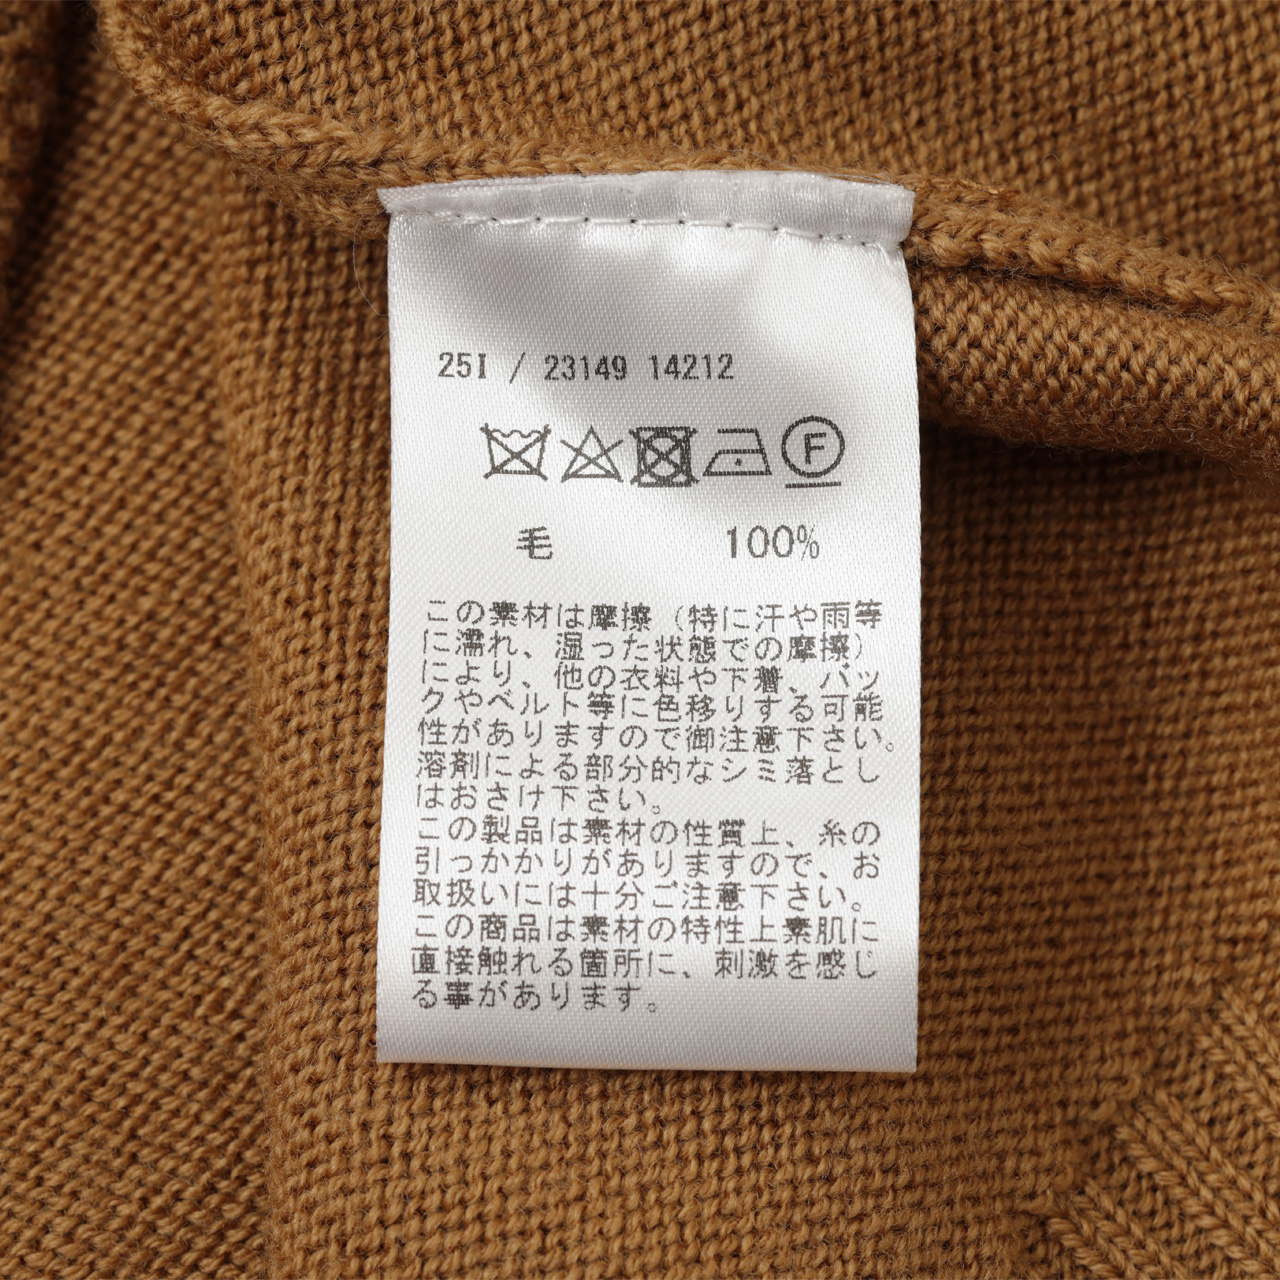 25I / 23149 14212
F
毛 100%
この素材は摩擦（特に汗や雨等
に濡れ、湿った状態での摩擦）
により、他の衣料や下着、バッ
クやベルト等に色移りする可能
性がありますので御注意下さい。
溶剤による部分的なシミ落とし
はおさけ下さい。
この製品は素材の性質上、糸の
引っかかりがありますので、お
取扱いには十分ご注意下さい。
この商品は素材の特性上素肌に
直接触れる箇所に、刺激を感じ
る事があります。